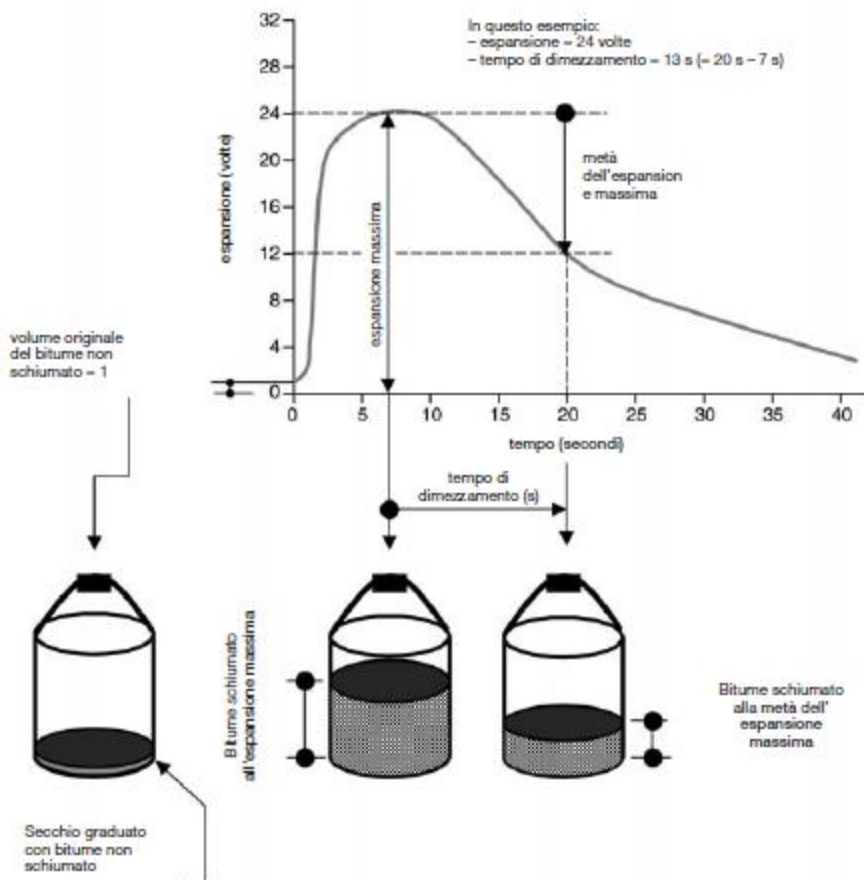 In questo esempio:
– espansione = 24 volte
– tempo di dimezzamento = 13 s (= 20 s – 7 s)
32
28
24
20
16
12
8
4
0
espansione (volte)
espansione massima
metà
dell'espansion
e massima
0 5 10 15 20 25 30 35 40
tempo (secondi)
volume originale
del bitume non
schiumato = 1
tempo di
dimezzamento (s)
Bitume schiumato
all'espansione massima
Bitume schiumato
alla metà dell'
espansione
massima
Secchio graduato
con bitume non
schiumato